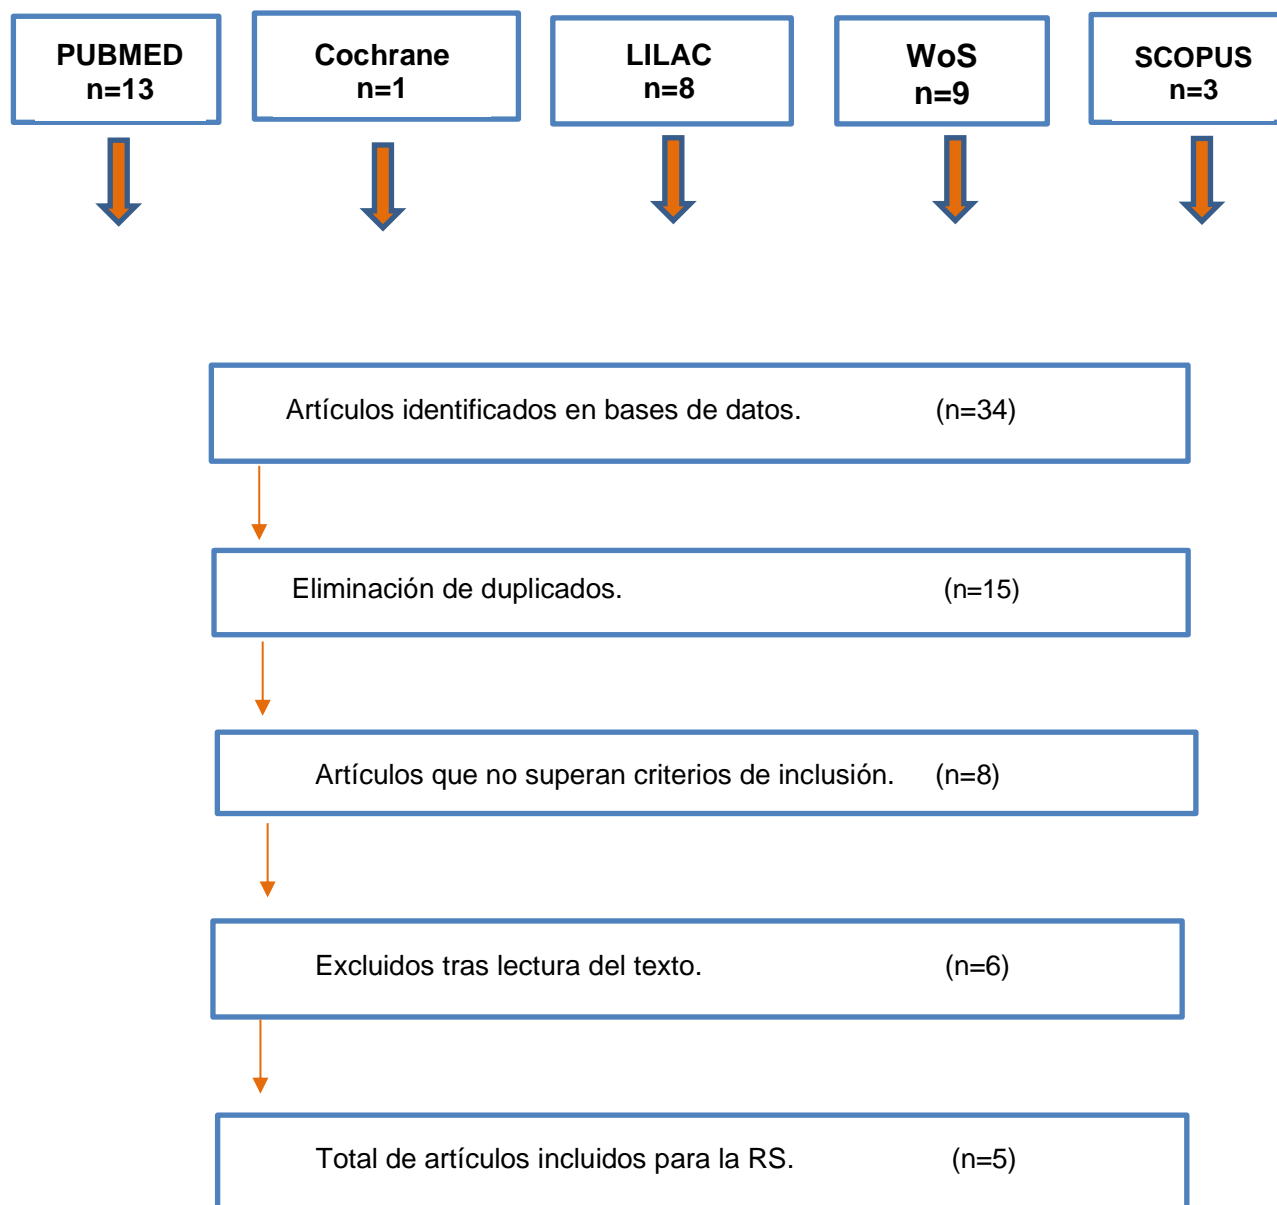 PUBMED
n=13
Cochrane
n=1
LILAC
n=8
WoS
n=9
SCOPUS
n=3
Artículos identificados en bases de datos. (n=34)
Eliminación de duplicados. (n=15)
Artículos que no superan criterios de inclusión. (n=8)
Excluidos tras lectura del texto. (n=6)
Total de artículos incluidos para la RS. (n=5)